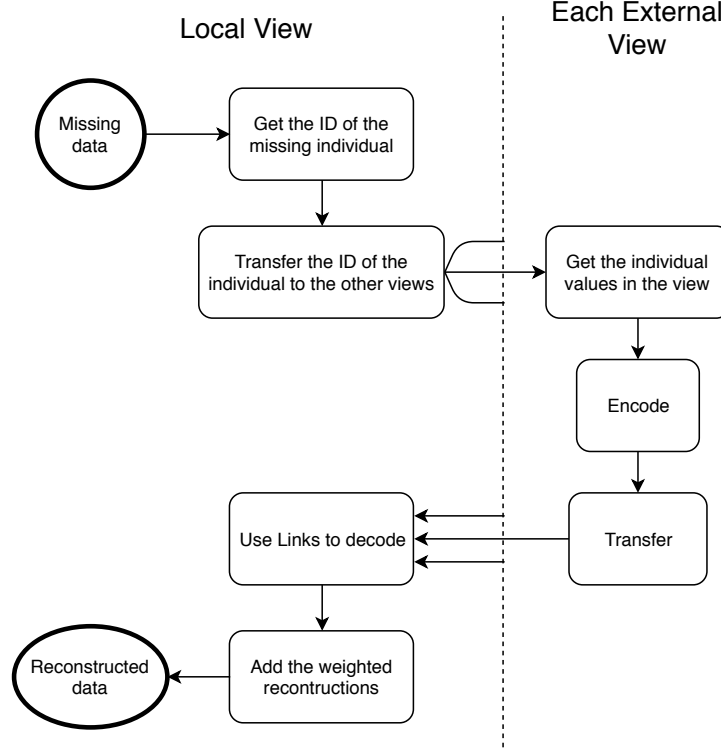 Local View
Each External
View
Missing
data
Get the ID of the
missing individual
Transfer the ID of the
individual to the other views
Get the individual
values in the view
Encode
Use Links to decode
Transfer
Reconstructed
data
Add the weighted
recontructions